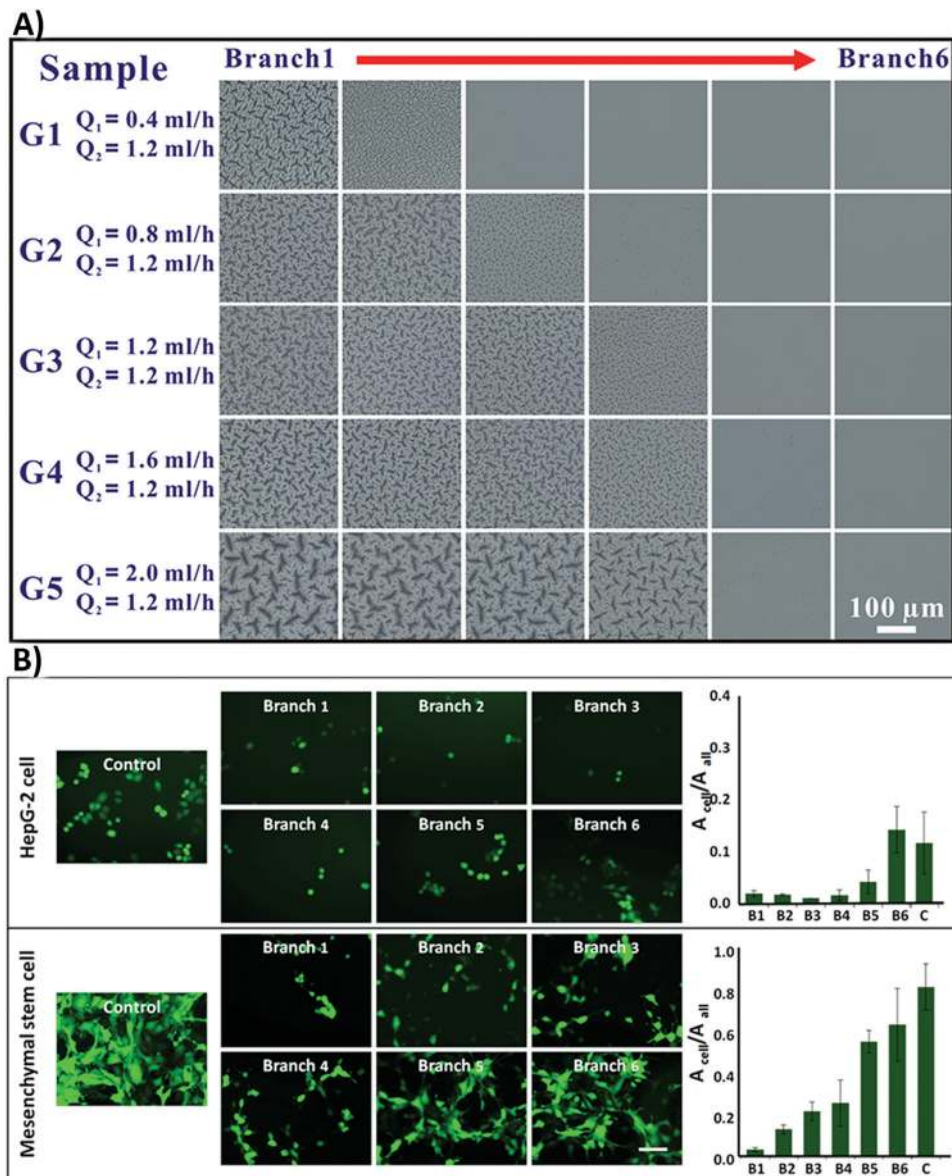 A)
Sample Branch1 Branch6
G1 Q₁ = 0.4 ml/h
Q₂ = 1.2 ml/h
G2 Q₁ = 0.8 ml/h
Q₂ = 1.2 ml/h
G3 Q₁ = 1.2 ml/h
Q₂ = 1.2 ml/h
G4 Q₁ = 1.6 ml/h
Q₂ = 1.2 ml/h
G5 Q₁ = 2.0 ml/h
Q₂ = 1.2 ml/h
100 μm
B)
HepG-2 cell
Control
Branch 1 Branch 2 Branch 3
Branch 4 Branch 5 Branch 6
A cell/A all
0.4
0.3
0.2
0.1
0.0
B1 B2 B3 B4 B5 B6 C
Mesenchymal stem cell
Control
Branch 1 Branch 2 Branch 3
Branch 4 Branch 5 Branch 6
A cell/A all
1.0
0.8
0.6
0.4
0.2
0.0
B1 B2 B3 B4 B5 B6 C